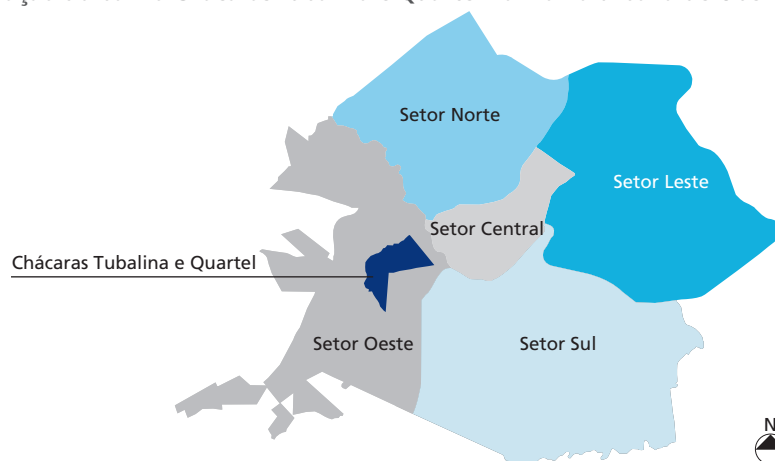 Setor Norte
Setor Leste
Setor Central
Chácaras Tubalina e Quartel
Setor Oeste
Setor Sul
N